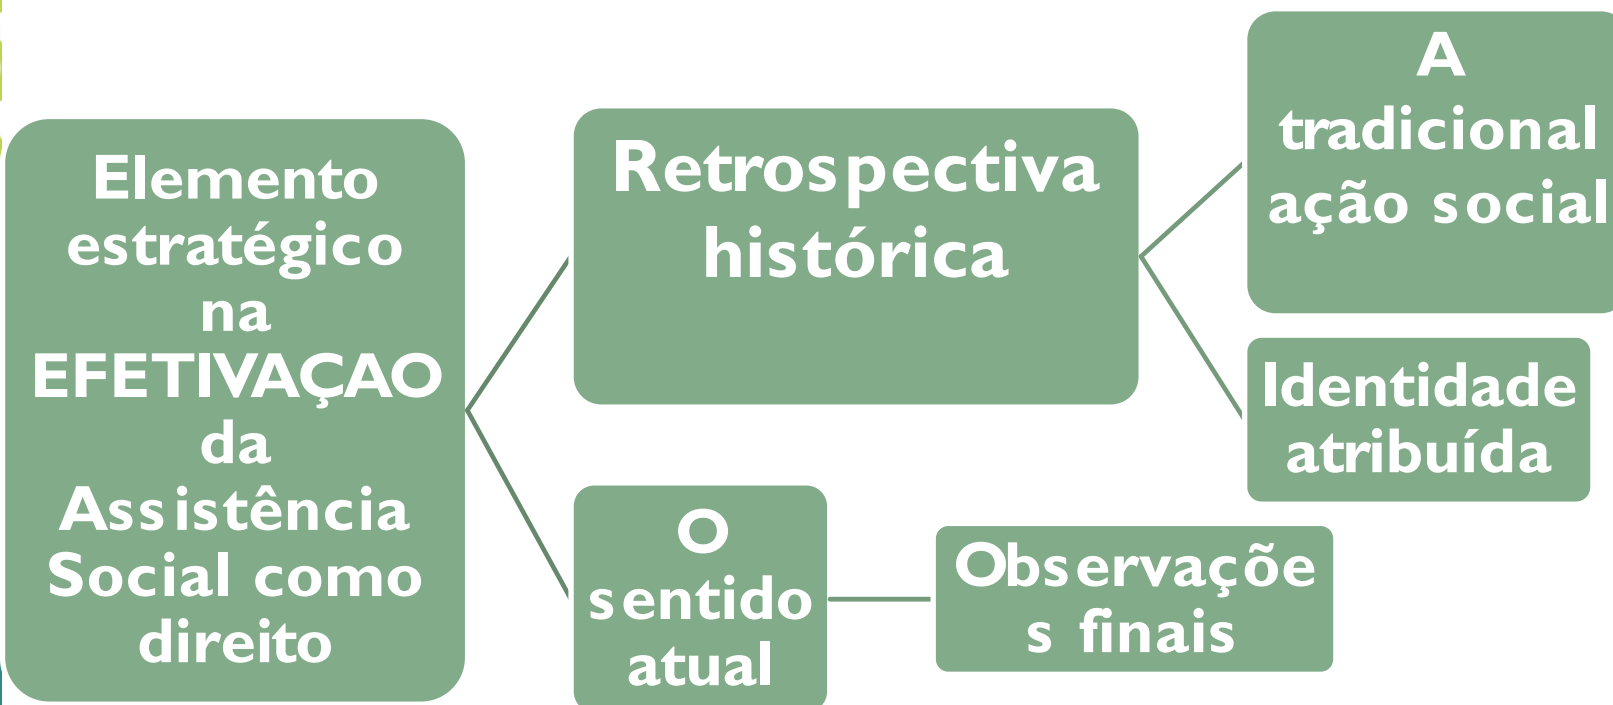 Elemento
estratégico
na
EFETIVAÇAO
da
Assistência
Social como
direito
Retrospectiva
histórica
A
tradicional
ação social
Identidade
atribuída
O
sentido
atual
Observaçõe
s finais